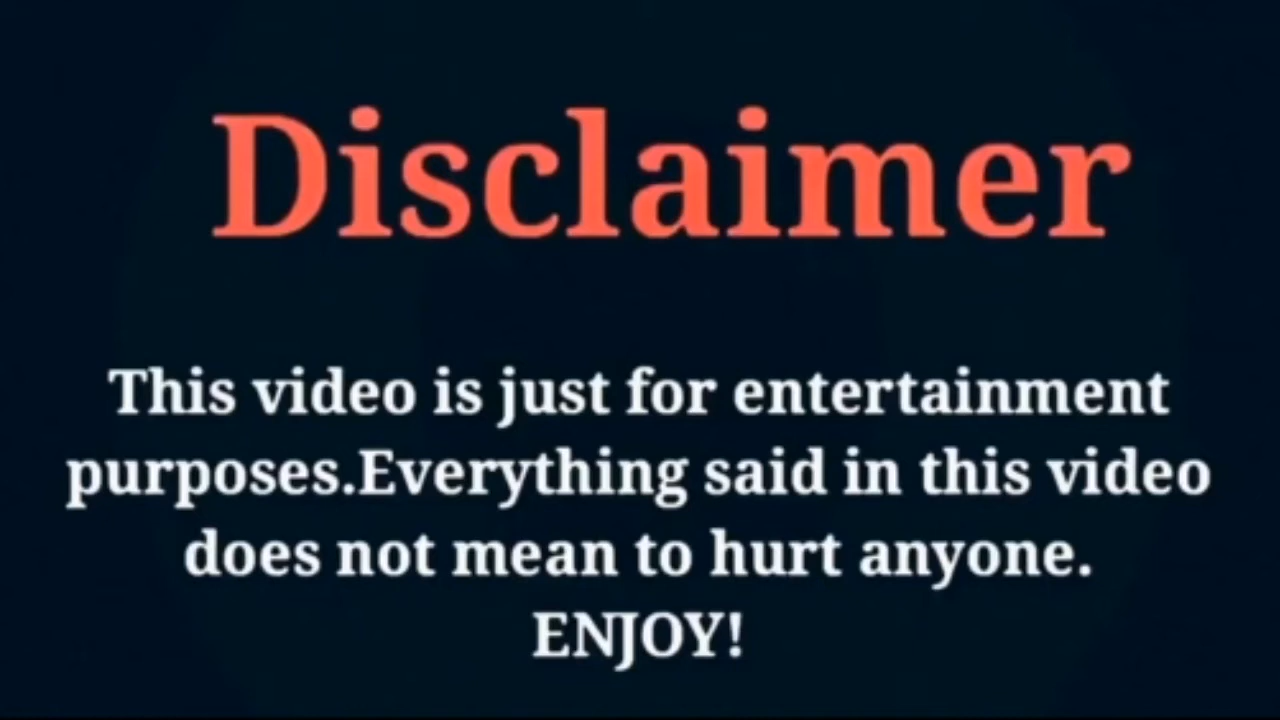 Disclaimer
This video is just for entertainment
purposes.Everything said in this video
does not mean to hurt anyone.
ENJOY!